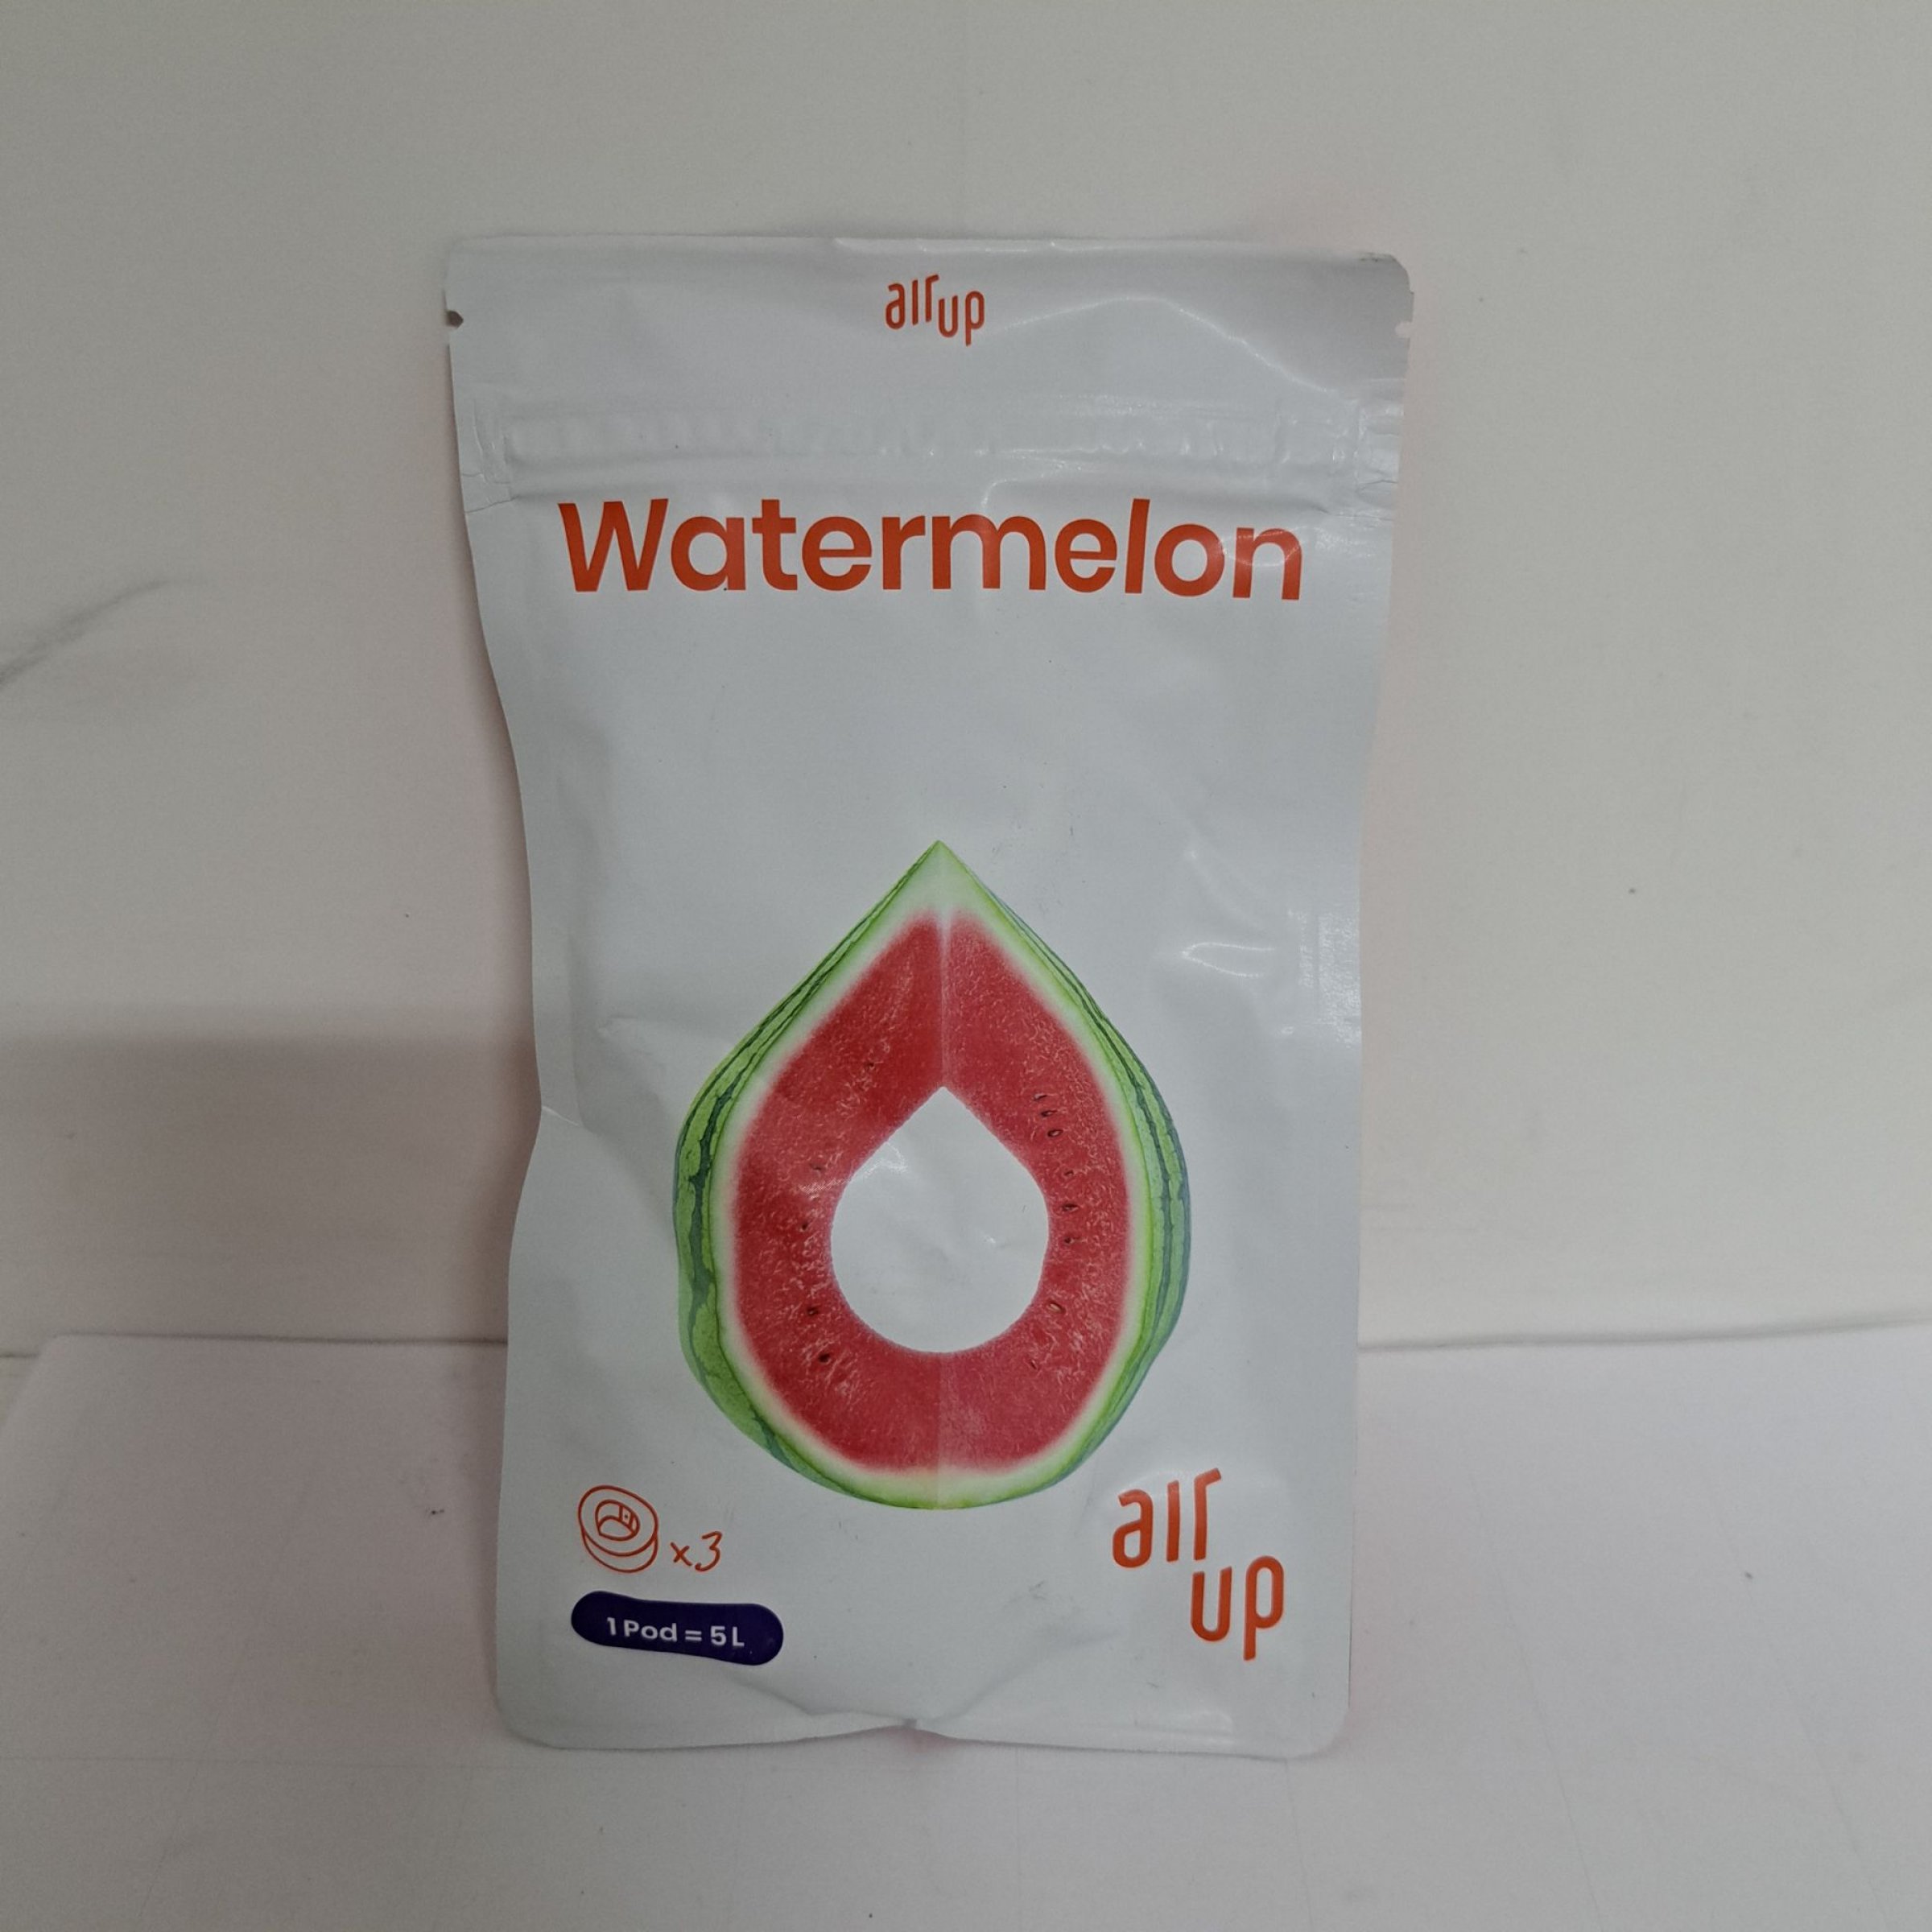 air up
Watermelon
x3
1 Pod = 5L
air
up